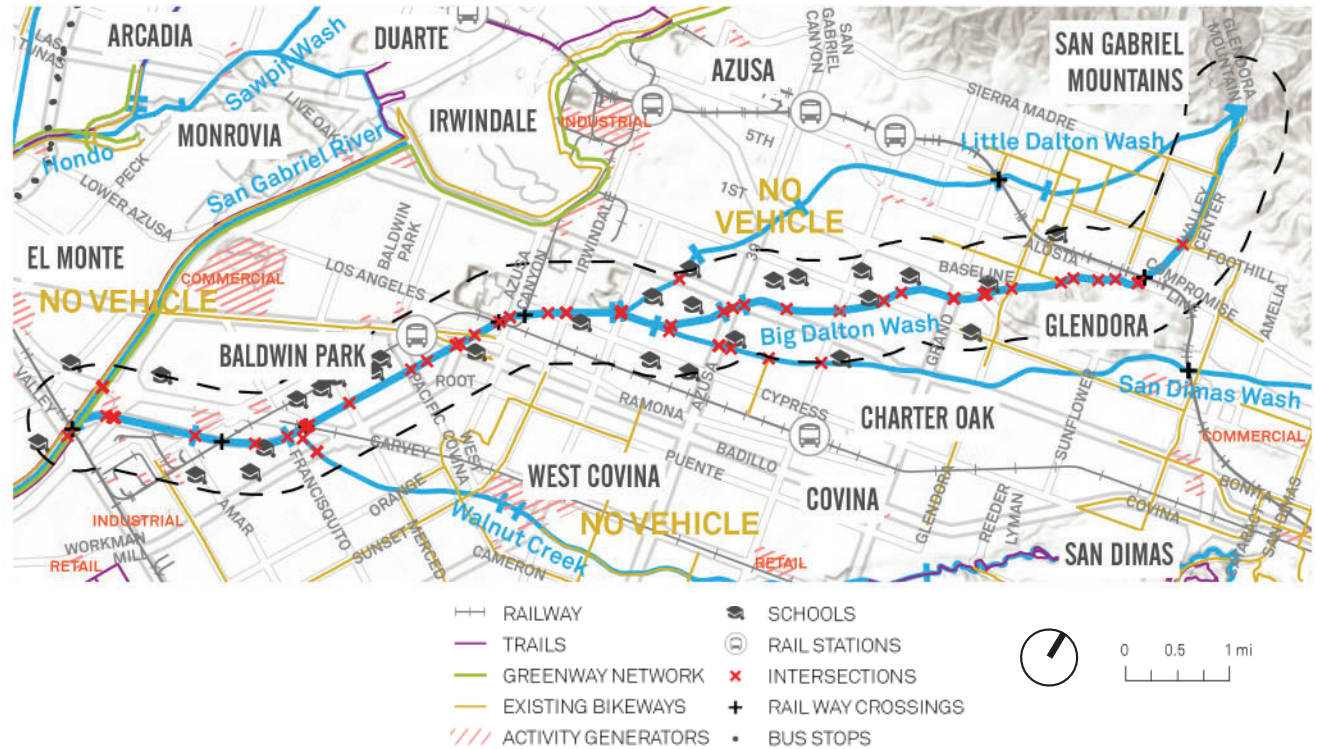 ARCADIA
DUARTE
SAN GABRIEL
MOUNTAINS
AZUSA
SAN
GABRIEL
CANYON
GLENDORA
MOUNTAIN
LAS
TUNAS
Sawpit Wash
SIERRA MADRE
LIVE OAK
IRWINDALE
INDUSTRIAL
MONROVIA
5TH
Little Dalton Wash
Hondo
PECK
San Gabriel River
1ST
NO
VEHICLE
LOWER AZUSA
BALDWIN
PARK
IRWINDALE
39
VALLEY
CENTER
FOOTHILL
EL MONTE
COMMERCIAL
LOS ANGELES
AZUSA
CANYON
ALOSTA
BASELINE
COMPROMISE
LINE
AMELIA
NO VEHICLE
Big Dalton Wash
GRAND
GLENDORA
BALDWIN PARK
VALLEY
PACIFIC
ROOT
AZUSA
San Dimas Wash
RAMONA
CYPRESS
CHARTER OAK
SUNFLOWER
COMMERCIAL
GARVEY
WEST
COVINA
BADILLO
PUENTE
FRANCISQUITO
WEST COVINA
COVINA
GLENDORA
REEDER
LYMAN
COVINA
BONITA
AMAR
ORANGE
INDUSTRIAL
Walnut Creek
NO VEHICLE
WORKMAN
MILL
SUNSET
MERCED
CAMERON
RETAIL
RETAIL
SAN DIMAS
SAN DIMAS
RAILWAY
TRAILS
GREENWAY NETWORK
EXISTING BIKEWAYS
ACTIVITY GENERATORS
SCHOOLS
RAIL STATIONS
INTERSECTIONS
RAIL WAY CROSSINGS
BUS STOPS
0 0.5 1 mi